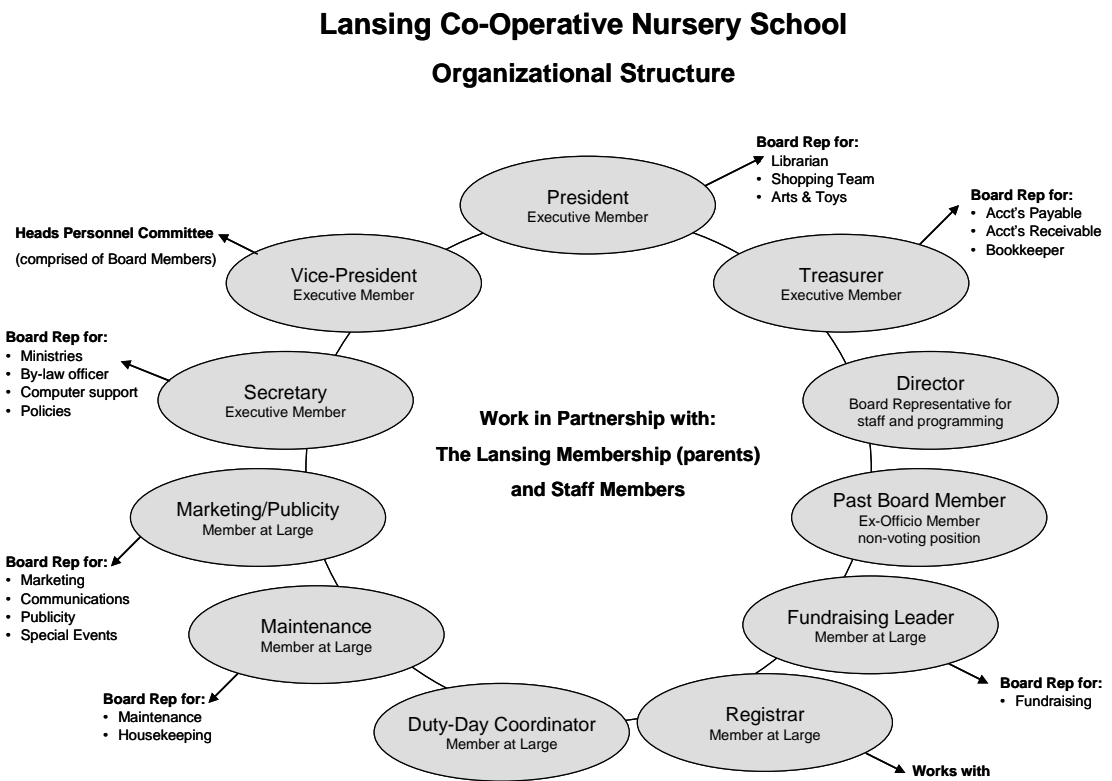 Lansing Co-Operative Nursery School
Organizational Structure
Board Rep for:
• Librarian
• Shopping Team
• Arts & Toys
President
Executive Member
Board Rep for:
• Acct's Payable
• Acct's Receivable
• Bookkeeper
Heads Personnel Committee
(comprised of Board Members)
Vice-President
Executive Member
Treasurer
Executive Member
Board Rep for:
• Ministries
• By-law officer
• Computer support
• Policies
Secretary
Executive Member
Director
Board Representative for
staff and programming
Work in Partnership with:
The Lansing Membership (parents)
and Staff Members
Marketing/Publicity
Member at Large
Past Board Member
Ex-Officio Member
non-voting position
Board Rep for:
• Marketing
• Communications
• Publicity
• Special Events
Maintenance
Member at Large
Fundraising Leader
Member at Large
Board Rep for:
• Maintenance
• Housekeeping
Board Rep for:
• Fundraising
Duty-Day Coordinator
Member at Large
Registrar
Member at Large
Works with